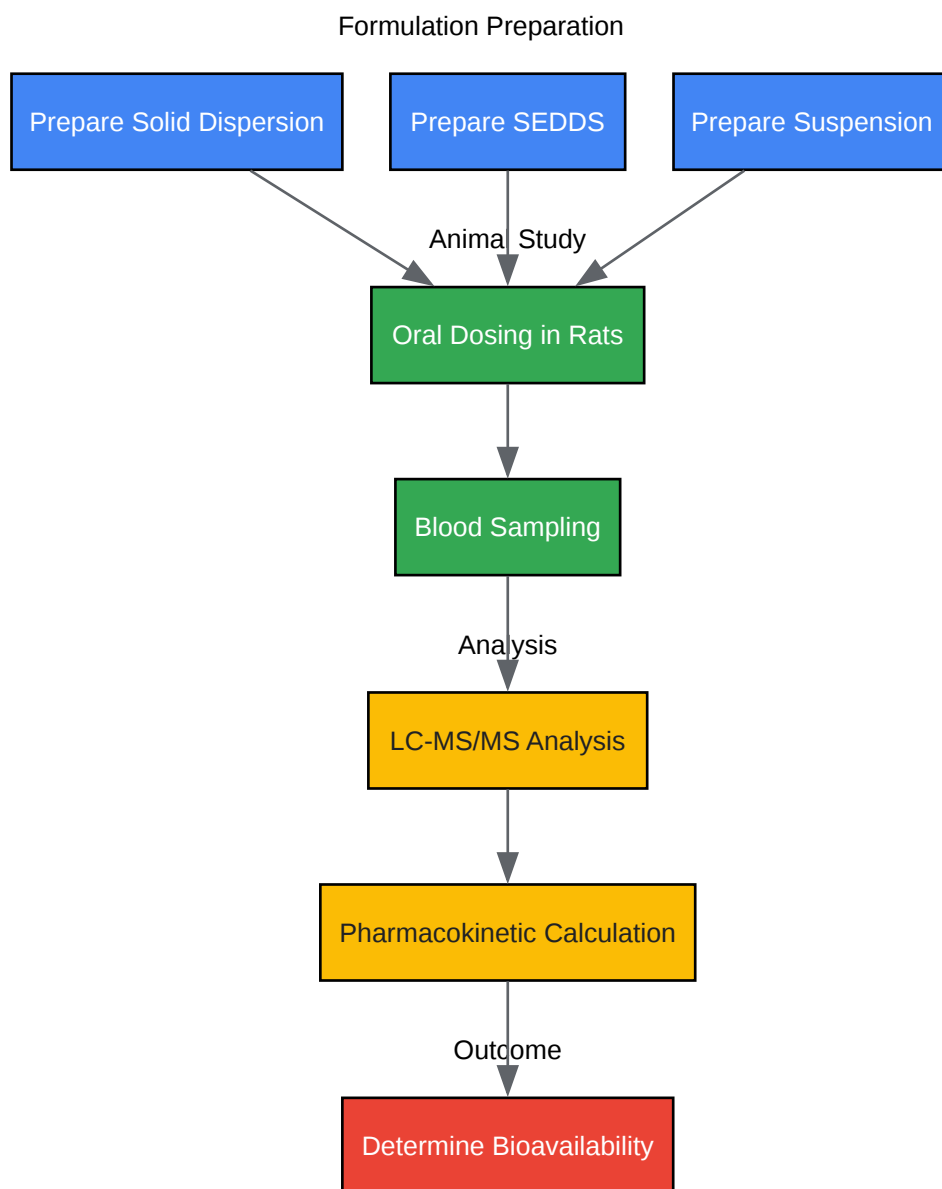 Formulation Preparation
Prepare Solid Dispersion
Prepare SEDDS
Prepare Suspension
Animal Study
Oral Dosing in Rats
Blood Sampling
Analysis
LC-MS/MS Analysis
Pharmacokinetic Calculation
Outcome
Determine Bioavailability